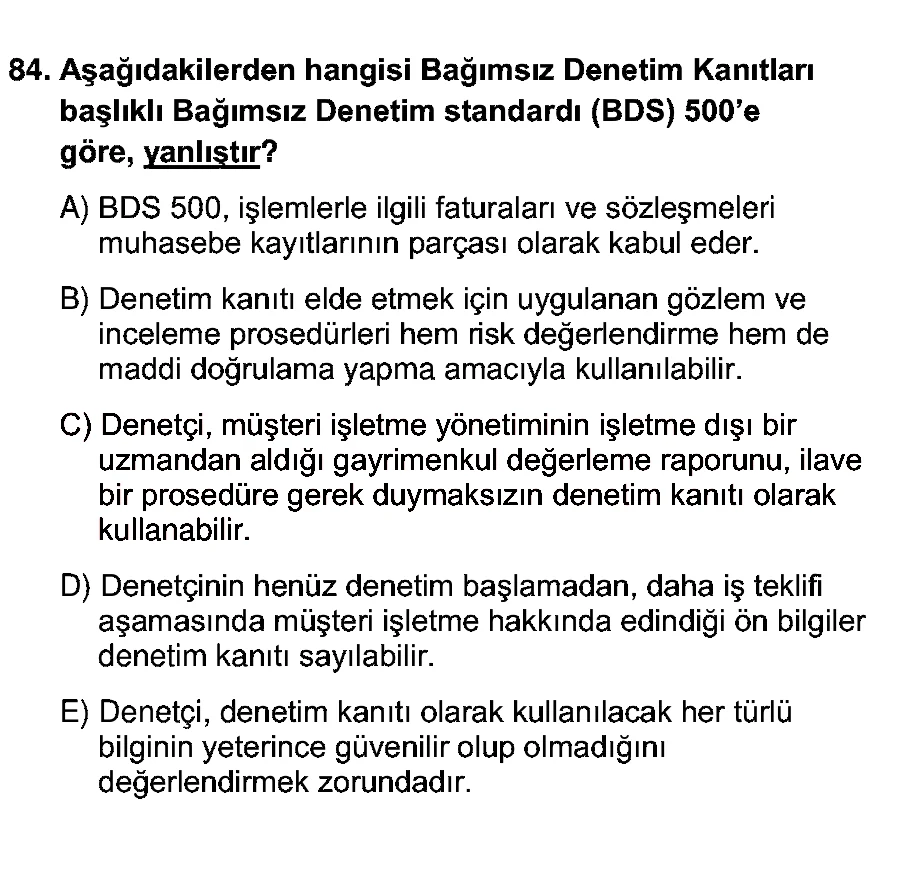 84. Aşağıdakilerden hangisi Bağımsız Denetim Kanıtları
başlıklı Bağımsız Denetim standardı (BDS) 500’e
göre, yanlıştır?
A) BDS 500, işlemlerle ilgili faturaları ve sözleşmeleri
muhasebe kayıtlarının parçası olarak kabul eder.
B) Denetim kanıtı elde etmek için uygulanan gözlem ve
inceleme prosedürleri hem risk değerlendirme hem de
maddi doğrulama yapma amacıyla kullanılabilir.
C) Denetçi, müşteri işletme yönetiminin işletme dışı bir
uzmandan aldığı gayrimenkul değerleme raporunu, ilave
bir prosedüre gerek duymaksızın denetim kanıtı olarak
kullanabilir.
D) Denetçinin henüz denetim başlamadan, daha iş teklifi
aşamasında müşteri işletme hakkında edindiği ön bilgiler
denetim kanıtı sayılabilir.
E) Denetçi, denetim kanıtı olarak kullanılacak her türlü
bilginin yeterince güvenilir olup olmadığını
değerlendirmek zorundadır.